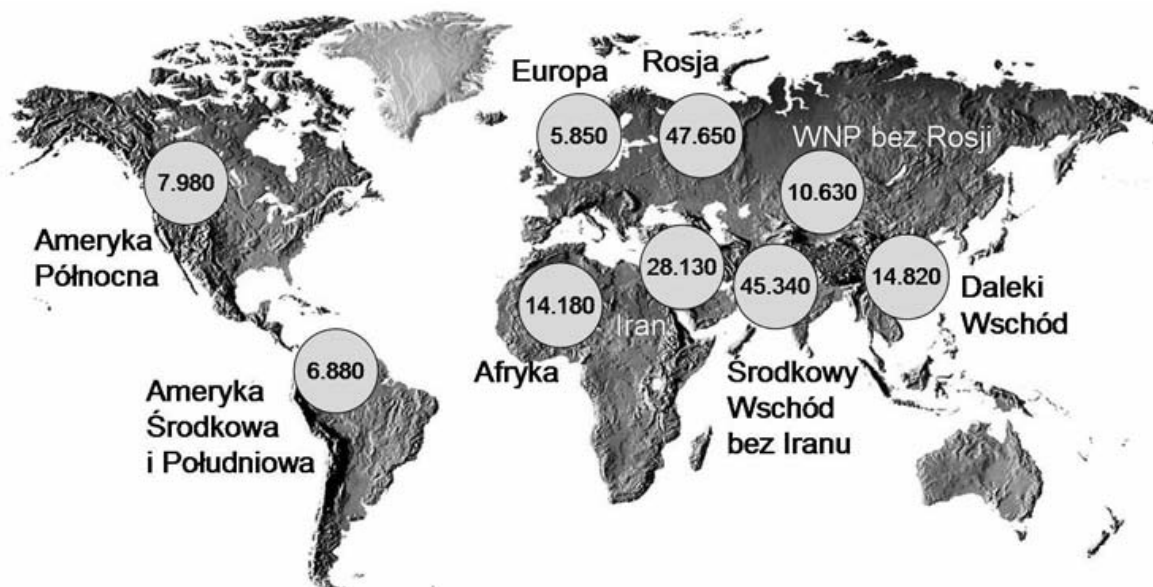 Europa
5.850
Rosja
47.650
WNP bez Rosji
10.630
7.980
Ameryka
Północna
28.130
Iran
45.340
Środkowy
Wschód
bez Iranu
14.820
Daleki
Wschód
14.180
Afryka
6.880
Ameryka
Środkowa
i Południowa